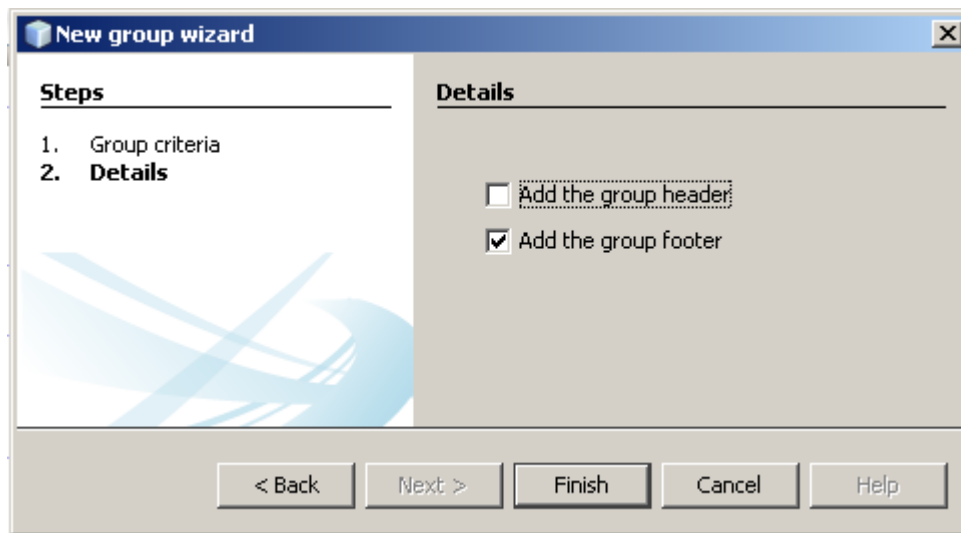 New group wizard
Steps
1. Group criteria
2. Details
Details
Add the group header
Add the group footer
< Back
Next >
Finish
Cancel
Help